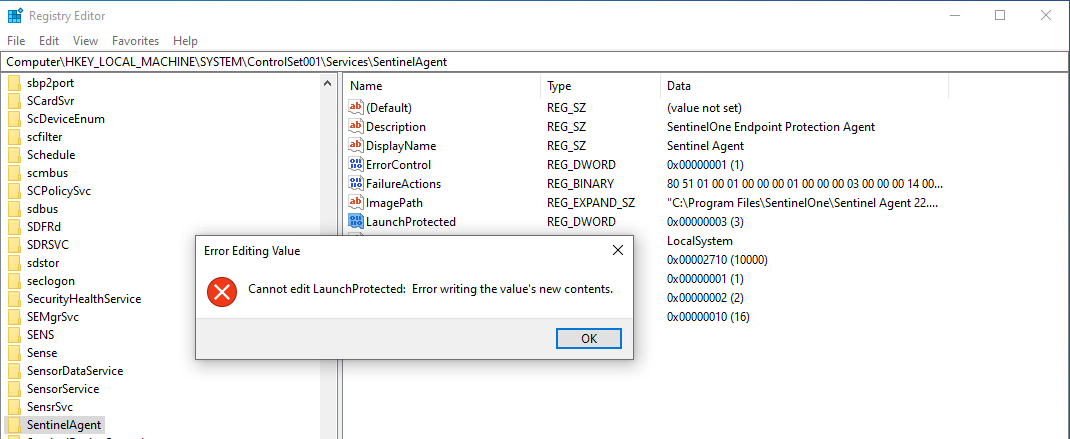 Registry Editor
File Edit View Favorites Help
Computer\HKEY_LOCAL_MACHINE\SYSTEM\ControlSet001\Services\SentinelAgent
sbp2port
SCardSvr
ScDeviceEnum
scfilter
Schedule
scmbus
SCPolicySvc
sdbus
SDFRd
SDRSVC
sdstor
seclogon
SecurityHealthService
SEMgrSvc
SENS
Sense
SensorDataService
SensorService
SensrSvc
SentinelAgent
Name Type Data
ab (Default) REG_SZ (value not set)
ab Description REG_SZ SentinelOne Endpoint Protection Agent
ab DisplayName REG_SZ Sentinel Agent
ErrorControl REG_DWORD 0x00000001 (1)
FailureActions REG_BINARY 80 51 01 00 01 00 00 00 01 00 00 00 03 00 00 00 14 00...
ab ImagePath REG_EXPAND_SZ "C:\Program Files\SentinelOne\Sentinel Agent 22....
LaunchProtected REG_DWORD 0x00000003 (3)
LocalSystem
0x00002710 (10000)
0x00000001 (1)
0x00000002 (2)
0x00000010 (16)
Error Editing Value
Cannot edit LaunchProtected: Error writing the value's new contents.
OK